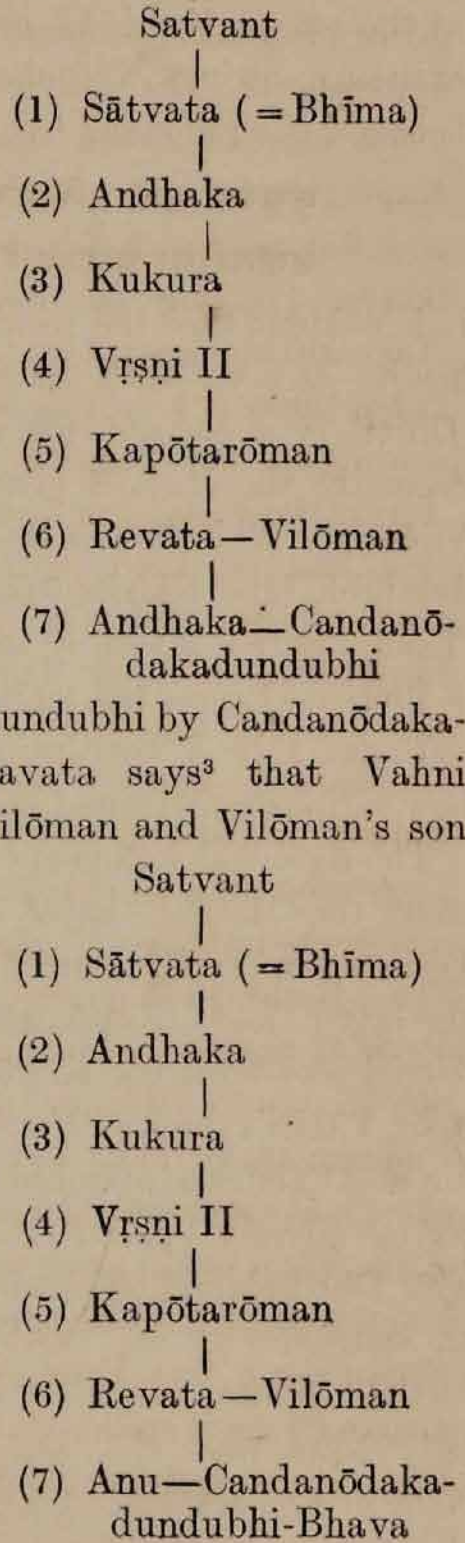 Satvant
(1) Sātvata (=Bhīma)
(2) Andhaka
(3) Kukura
(4) Vṛṣṇi II
(5) Kapōtarōman
(6) Revata—Vilōman
(7) Andhaka—Candanō-
dakadundubhi
undubhi by Candanōdaka-
avata says³ that Vahni
ilōman and Vilōman's son
Satvant
(1) Sātvata (=Bhīma)
(2) Andhaka
(3) Kukura
(4) Vṛṣṇi II
(5) Kapōtarōman
(6) Revata—Vilōman
(7) Anu—Candanōdaka-
dundubhi-Bhava